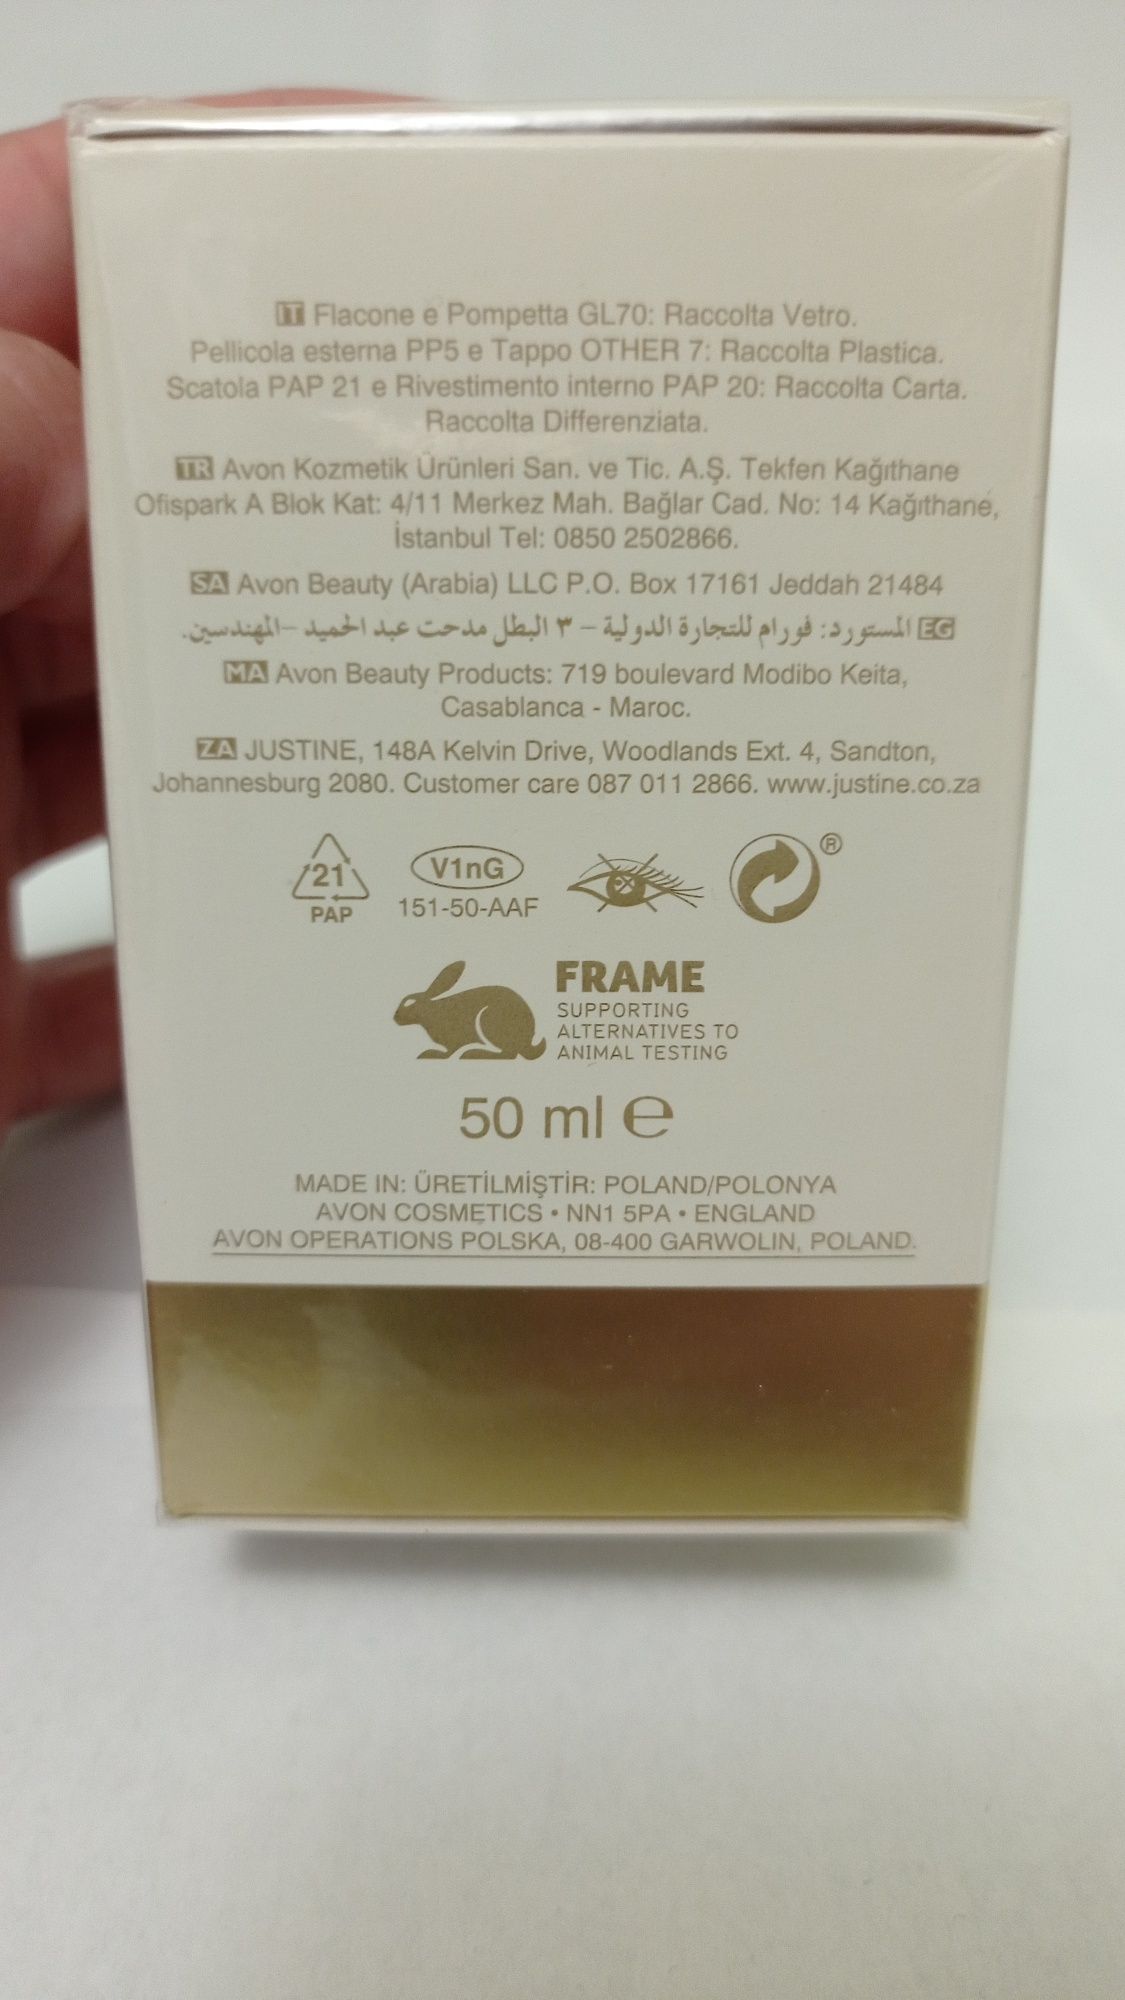 IT Flacone e Pompetta GL70: Raccolta Vetro.
Pellicola esterna PP5 e Tappo OTHER 7: Raccolta Plastica.
Scatola PAP 21 e Rivestimento interno PAP 20: Raccolta Carta.
Raccolta Differenziata.
TR Avon Kozmetik Ürünleri San. ve Tic. A.Ş. Tekfen Kağıthane
Ofispark A Blok Kat: 4/11 Merkez Mah. Bağlar Cad. No: 14 Kağıthane,
İstanbul Tel: 0850 2502866.
SA Avon Beauty (Arabia) LLC P.O. Box 17161 Jeddah 21484
EG المستورد: فورام للتجارة الدولية – ٣ البطل مدحت عبد الحميد –المهندسين.
MA Avon Beauty Products: 719 boulevard Modibo Keita,
Casablanca - Maroc.
ZA JUSTINE, 148A Kelvin Drive, Woodlands Ext. 4, Sandton,
Johannesburg 2080. Customer care 087 011 2866. www.justine.co.za
21
PAP
V1nG
151-50-AAF
®
FRAME
SUPPORTING
ALTERNATIVES TO
ANIMAL TESTING
50 ml ℮
MADE IN: ÜRETİLMİŞTİR: POLAND/POLONYA
AVON COSMETICS • NN1 5PA • ENGLAND
AVON OPERATIONS POLSKA, 08-400 GARWOLIN, POLAND.